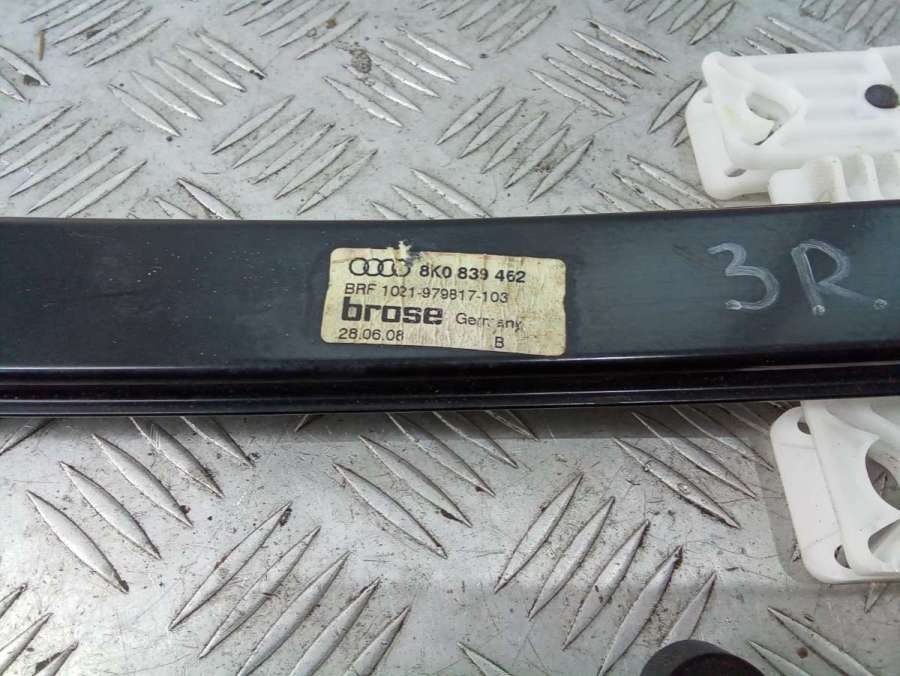 8K0 839 462
BRF 1021-979817-103
brose Germany
28.06.08 B
3R.